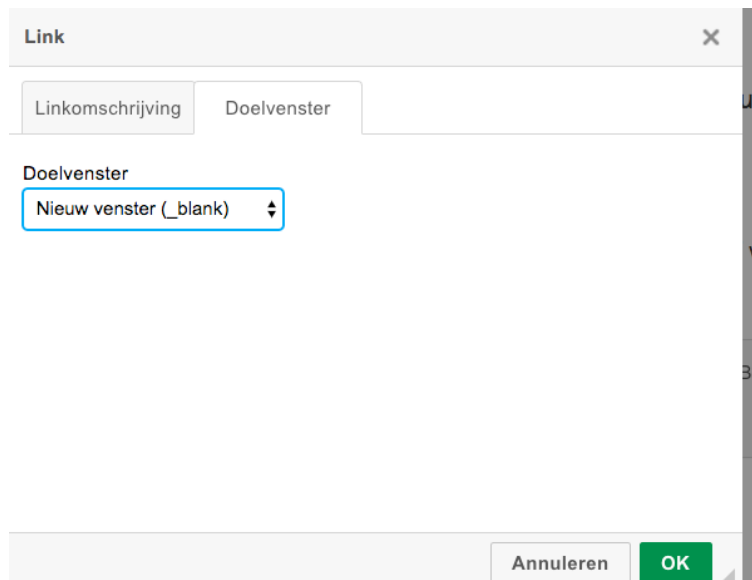 Link
Linkomschrijving Doelvenster
Doelvenster
Nieuw venster (_blank)
Annuleren OK